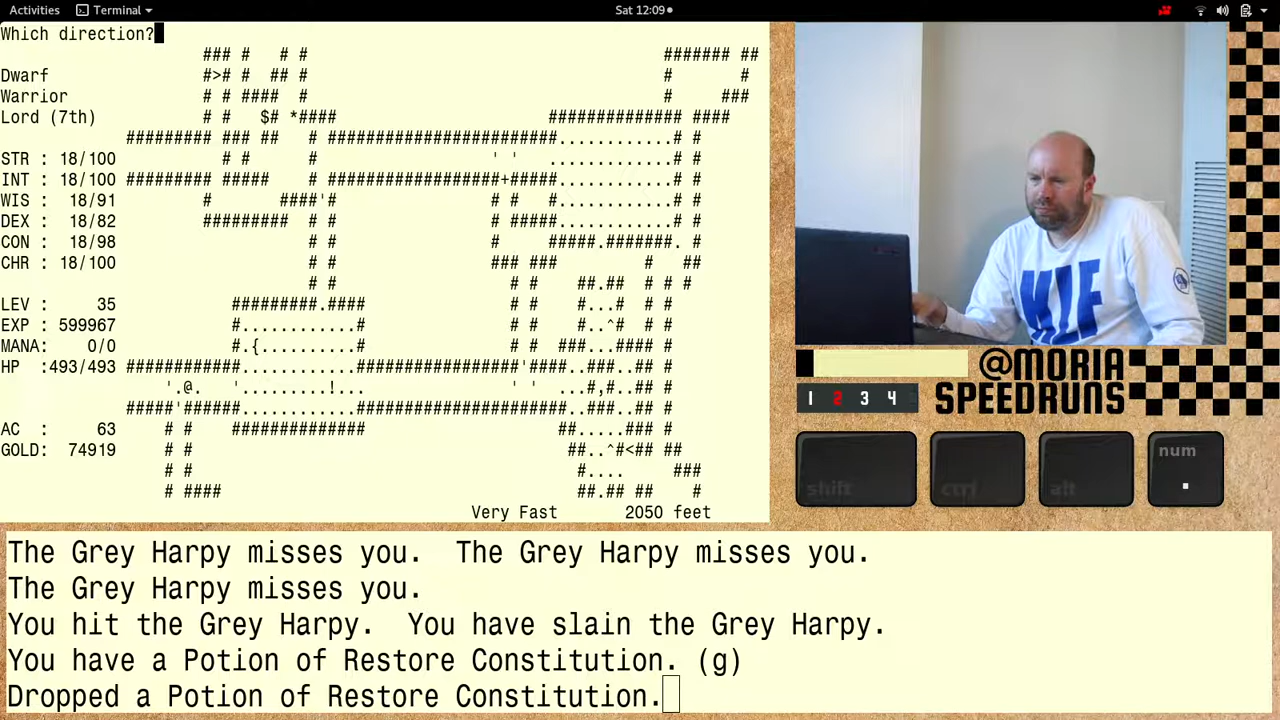 Activities Terminal Sat 12:09
Which direction?
Dwarf
Warrior
Lord (7th)
STR : 18/100
INT : 18/100
WIS : 18/91
DEX : 18/82
CON : 18/98
CHR : 18/100
LEV : 35
EXP : 599967
MANA: 0/0
HP :493/493
AC : 63
GOLD: 74919
Very Fast 2050 feet
KLF
@MORIA
SPEEDRUNS
1 2 3 4
shift ctrl alt num .
The Grey Harpy misses you. The Grey Harpy misses you.
The Grey Harpy misses you.
You hit the Grey Harpy. You have slain the Grey Harpy.
You have a Potion of Restore Constitution. (g)
Dropped a Potion of Restore Constitution.